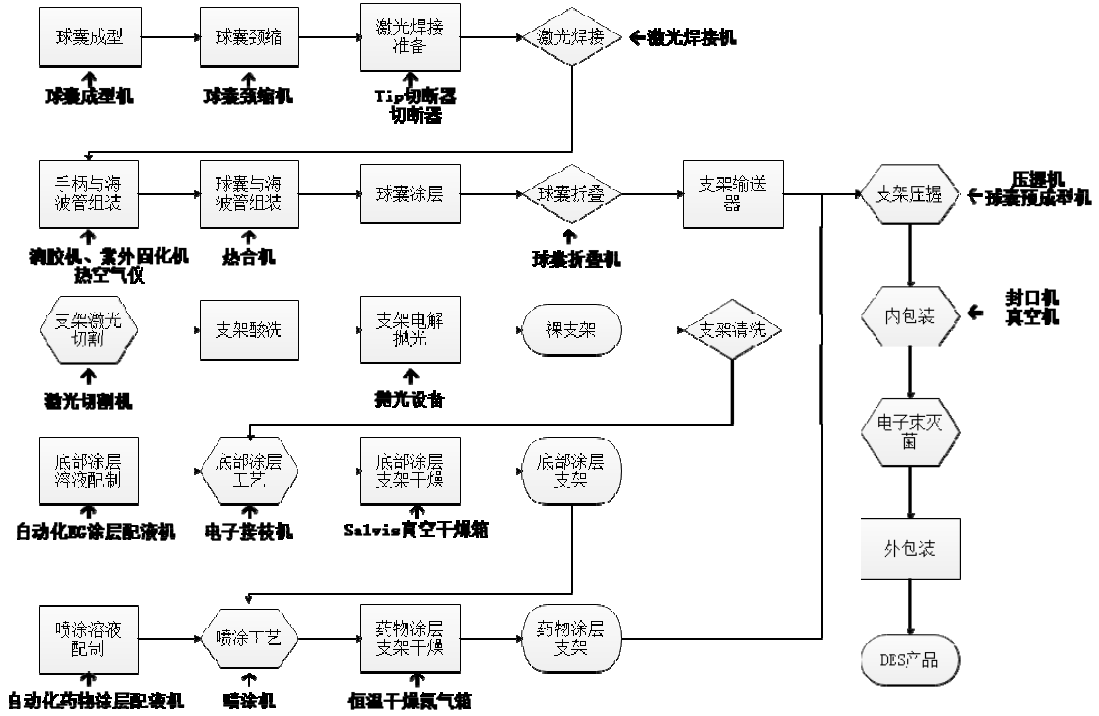 球囊成型
球囊颈缩
激光焊接
准备
激光焊接
激光焊接机
球囊成型机
球囊颈缩机
Tip切断器
切断器
手柄与海
波管组装
球囊与海
波管组装
球囊涂层
球囊折叠
支架输送
器
支架压握
压握机
球囊预成型机
滴胶机、紫外固化机
热空气仪
热合机
球囊折叠机
支架激光
切割
支架酸洗
支架电解
抛光
裸支架
支架清洗
内包装
封口机
真空机
激光切割机
抛光设备
底部涂层
溶液配制
底部涂层
工艺
底部涂层
支架干燥
底部涂层
支架
电子束灭
菌
自动化EG涂层配液机
电子接枝机
Salvis真空干燥箱
外包装
喷涂溶液
配制
喷涂工艺
药物涂层
支架干燥
药物涂层
支架
DES产品
自动化药物涂层配液机
喷涂机
恒温干燥氮气箱